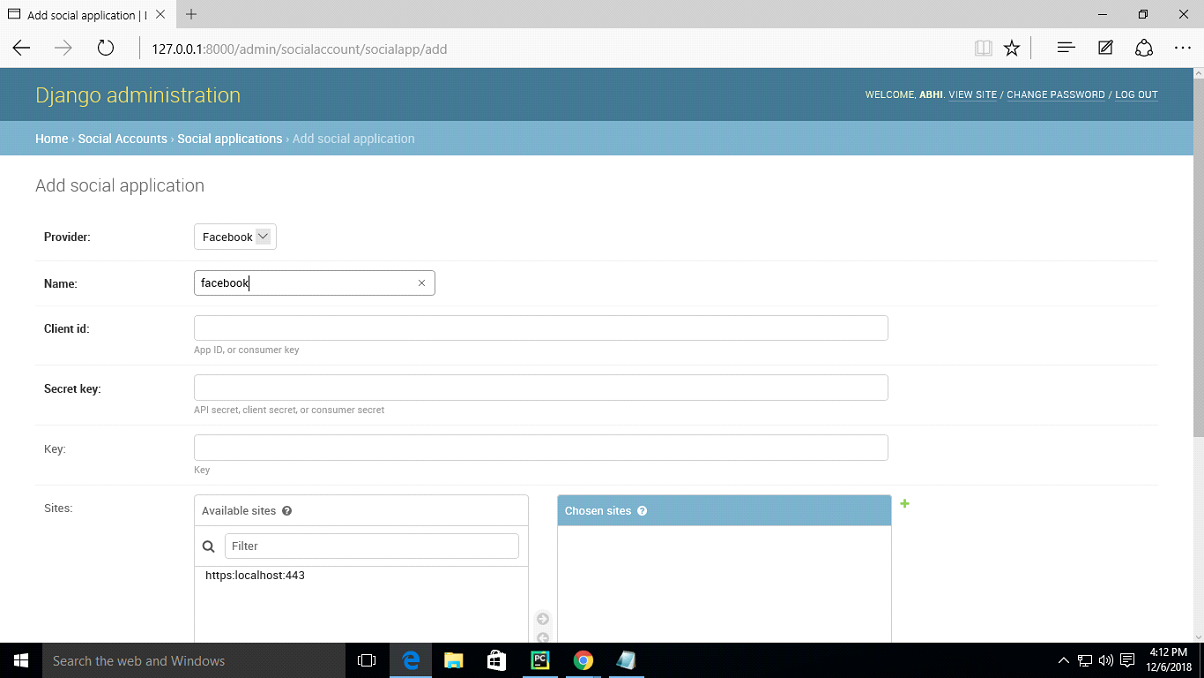 Add social application | I
127.0.0.1:8000/admin/socialaccount/socialapp/add
Django administration
WELCOME, ABHI. VIEW SITE / CHANGE PASSWORD / LOG OUT
Home › Social Accounts › Social applications › Add social application
Add social application
Provider:
Facebook
Name:
facebook
Client id:
App ID, or consumer key
Secret key:
API secret, client secret, or consumer secret
Key:
Key
Sites:
Available sites
Chosen sites
Filter
https:localhost:443
Search the web and Windows
PC
4:12 PM
12/6/2018